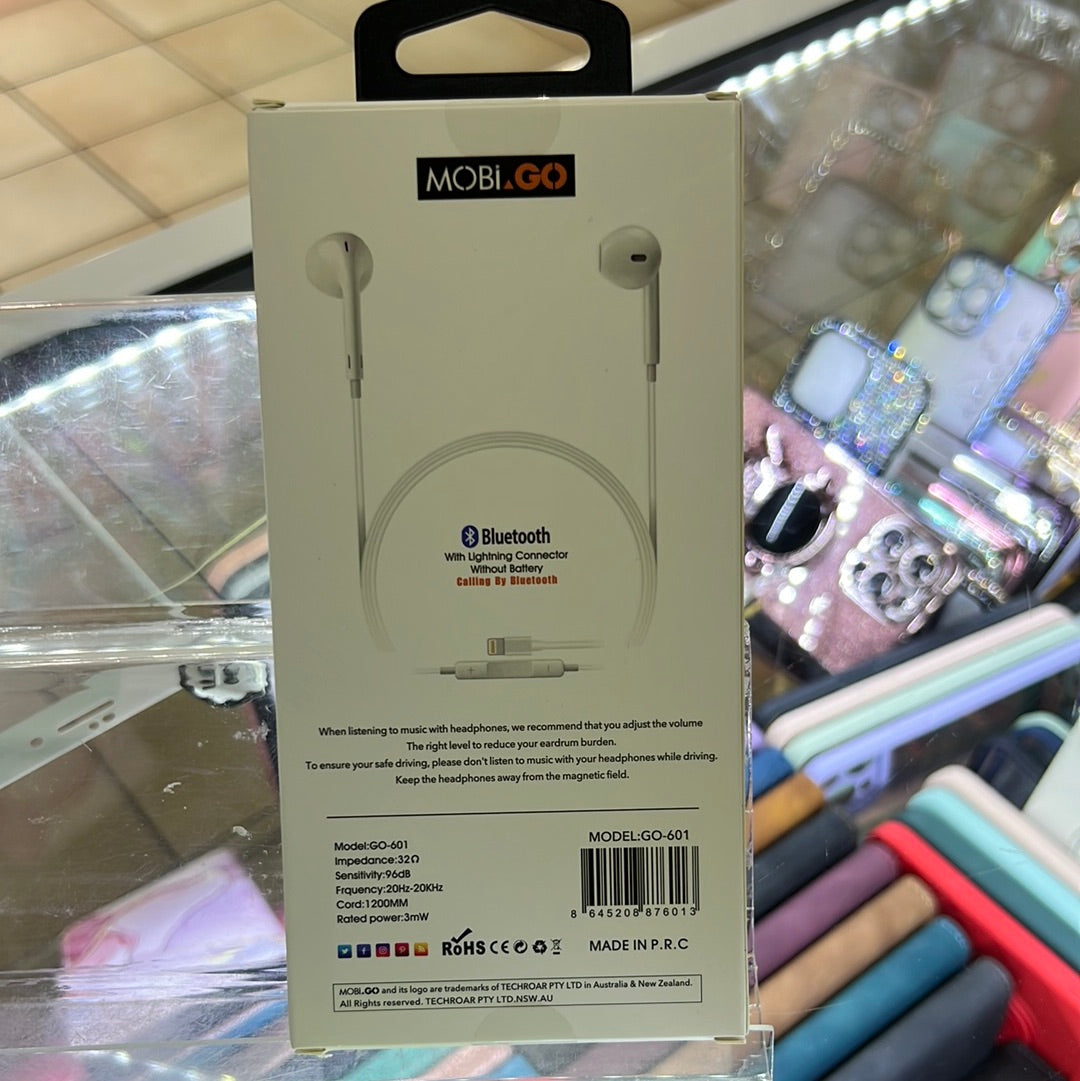 MOBi.GO
Bluetooth
With Lightning Connector
Without Battery
Calling By Bluetooth
+ −
When listening to music with headphones, we recommend that you adjust the volume
The right level to reduce your eardrum burden.
To ensure your safe driving, please don't listen to music with your headphones while driving.
Keep the headphones away from the magnetic field.
Model:GO-601
Impedance:32Ω
Sensitivity:96dB
Frquency:20Hz-20KHz
Cord:1200MM
Rated power:3mW
MODEL:GO-601
8 645208 876013
RoHS CE
MADE IN P.R.C
MOBi.GO and its logo are trademarks of TECHROAR PTY LTD in Australia & New Zealand.
All Rights reserved. TECHROAR PTY LTD.NSW.AU